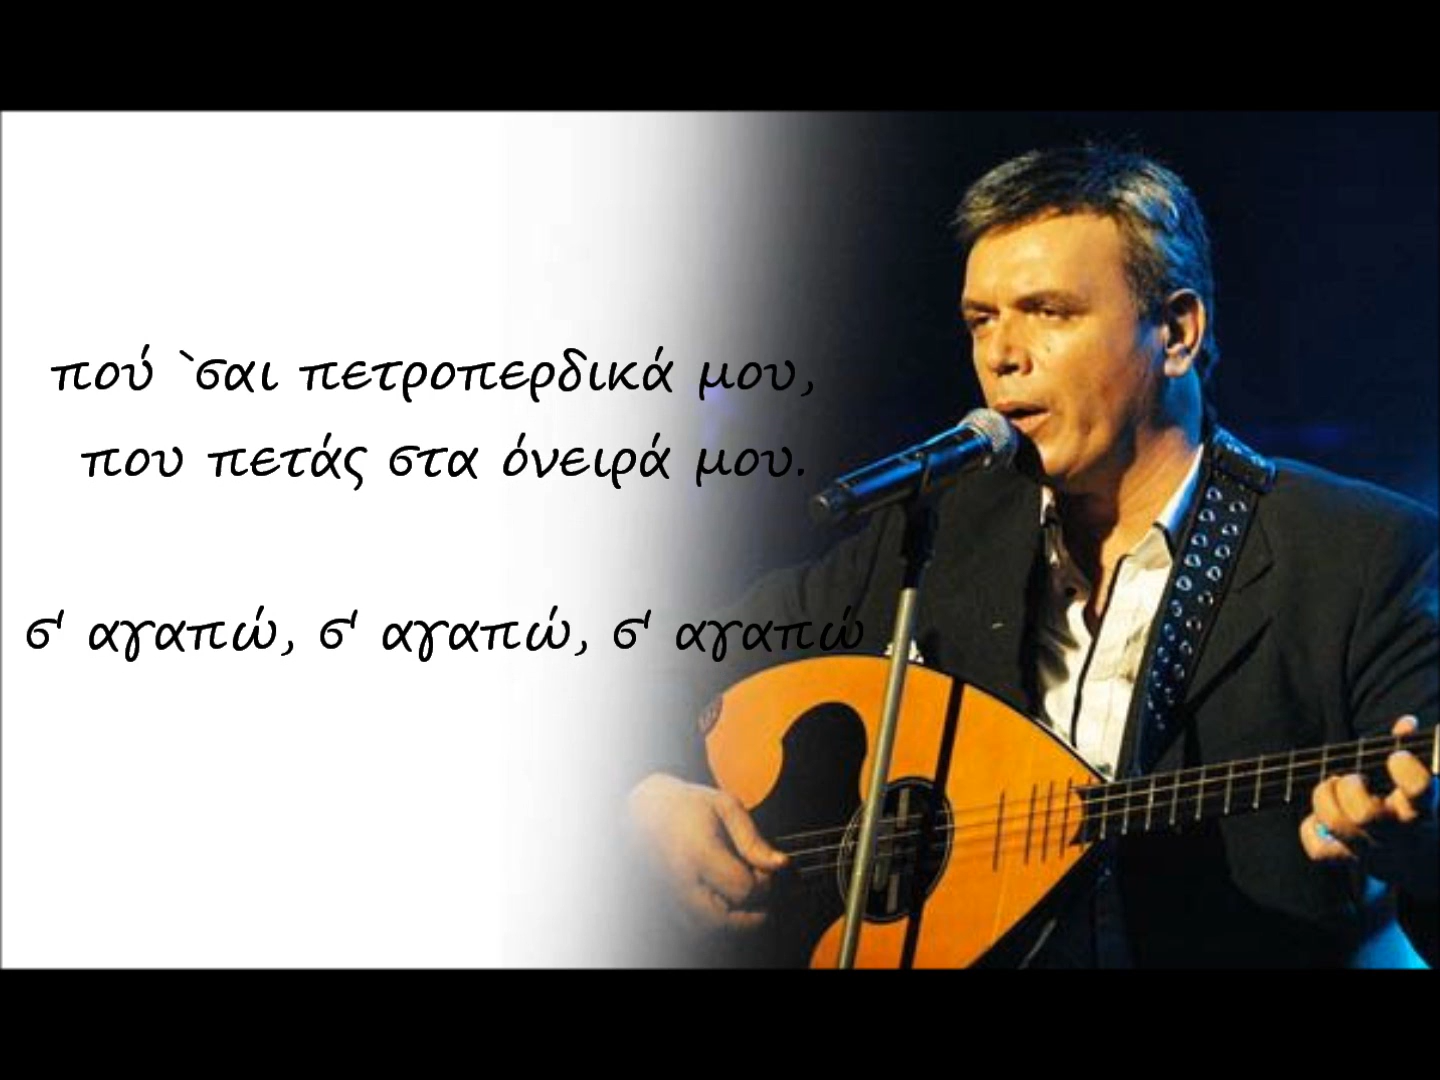 πού `σαι πετροπερδικά μου,
που πετάς στα όνειρά μου.
σ' αγαπώ, σ' αγαπώ, σ' αγαπώ